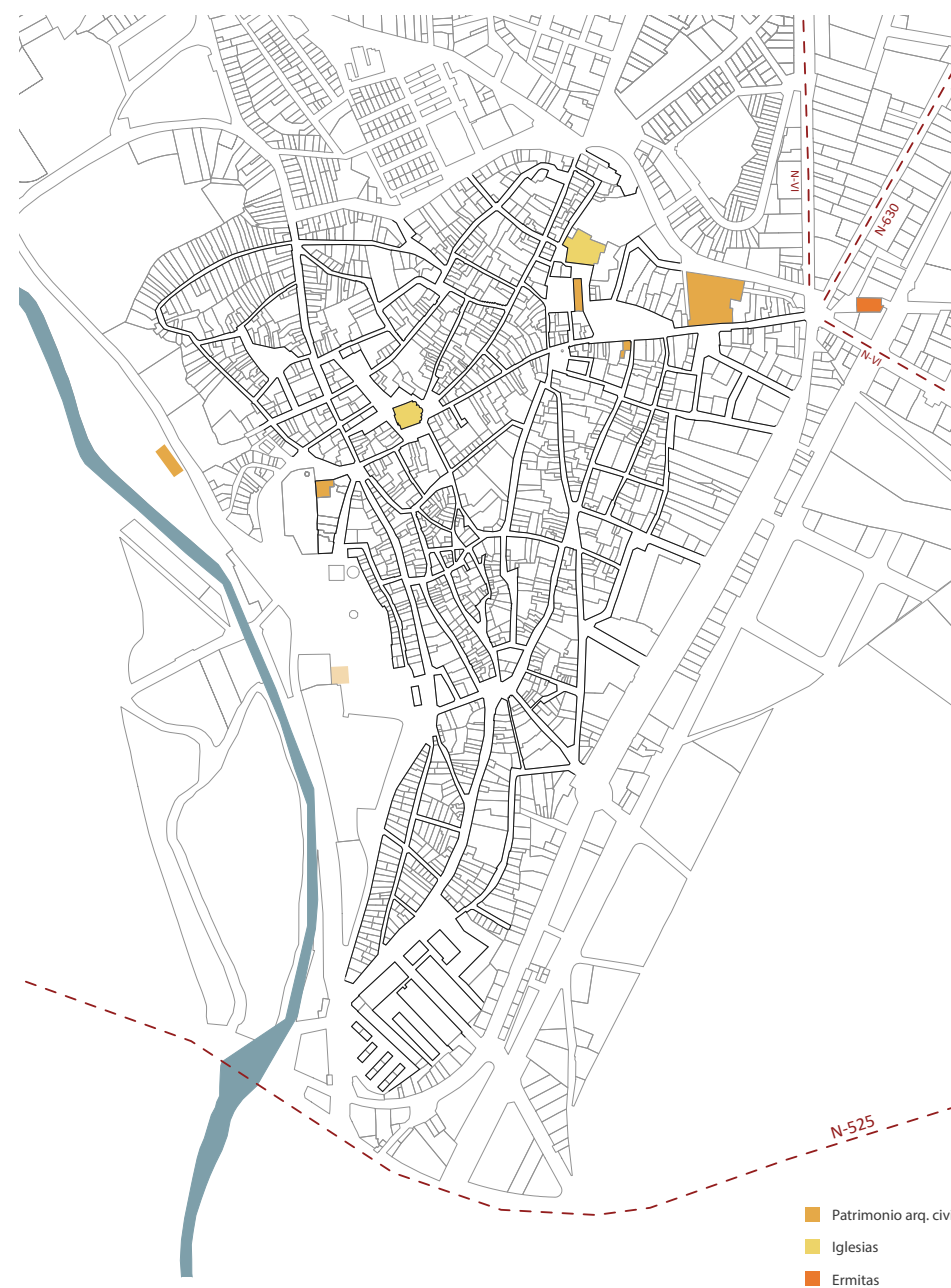 N-VI
N-630
N-VI
N-525
Patrimonio arq. civ
Iglesias
Ermitas